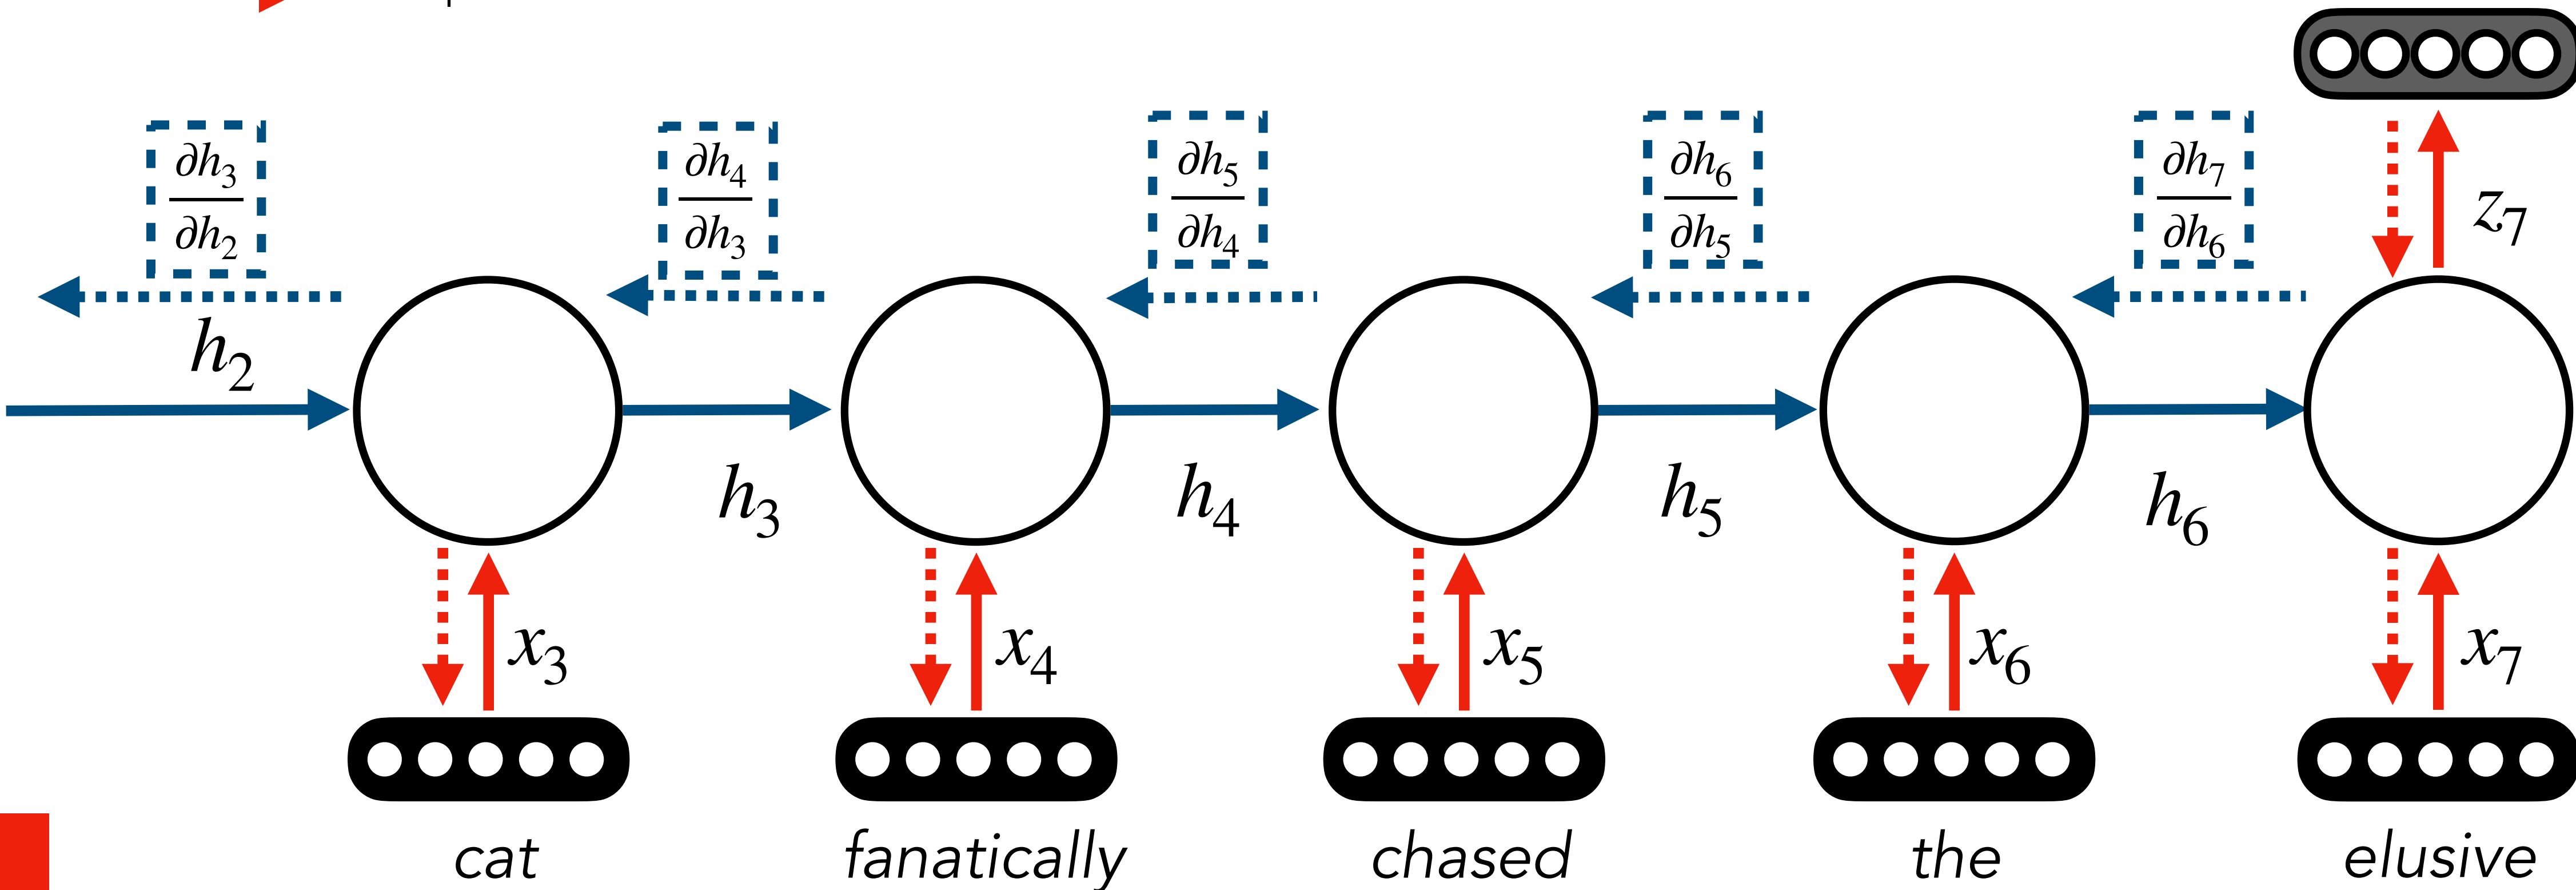 ∂h₃/∂h₂ ∂h₄/∂h₃ ∂h₅/∂h₄ ∂h₆/∂h₅ ∂h₇/∂h₆ z₇
h₂
h₃ h₄ h₅ h₆
x₃ x₄ x₅ x₆ x₇
cat fanatically chased the elusive